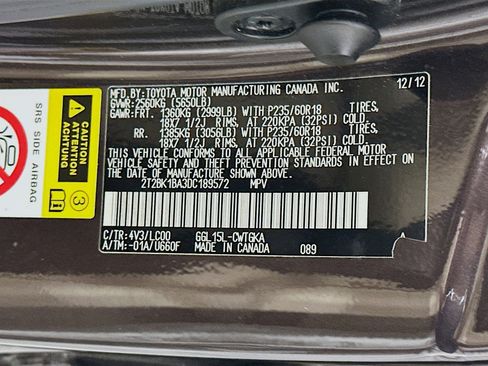 MFD. BY:TOYOTA MOTOR MANUFACTURING CANADA INC.
12/12
GVWR: 2560KG (5650LB)
GAWR:FRT. 1360KG (2999LB) WITH P235/60R18 TIRES,
18X7 1/2J RIMS, AT 220KPA (32PSI) COLD.
RR. 1385KG (3056LB) WITH P235/60R18 TIRES,
18X7 1/2J RIMS, AT 220KPA (32PSI) COLD.
THIS VEHICLE CONFORMS TO ALL APPLICABLE FEDERAL MOTOR
VEHICLE SAFETY AND THEFT PREVENTION STANDARDS IN EFFECT ON
THE DATE OF MANUFACTURE SHOWN ABOVE.
2T2BK1BA3DC189572 MPV
C/TR: 4V3/LC00 GGL15L-CWTGKA
A/TM: -01A/U660F MADE IN CANADA 089
SRS SIDE AIRBAG
CAUTION
ATTENTION
ACHTUNG
3